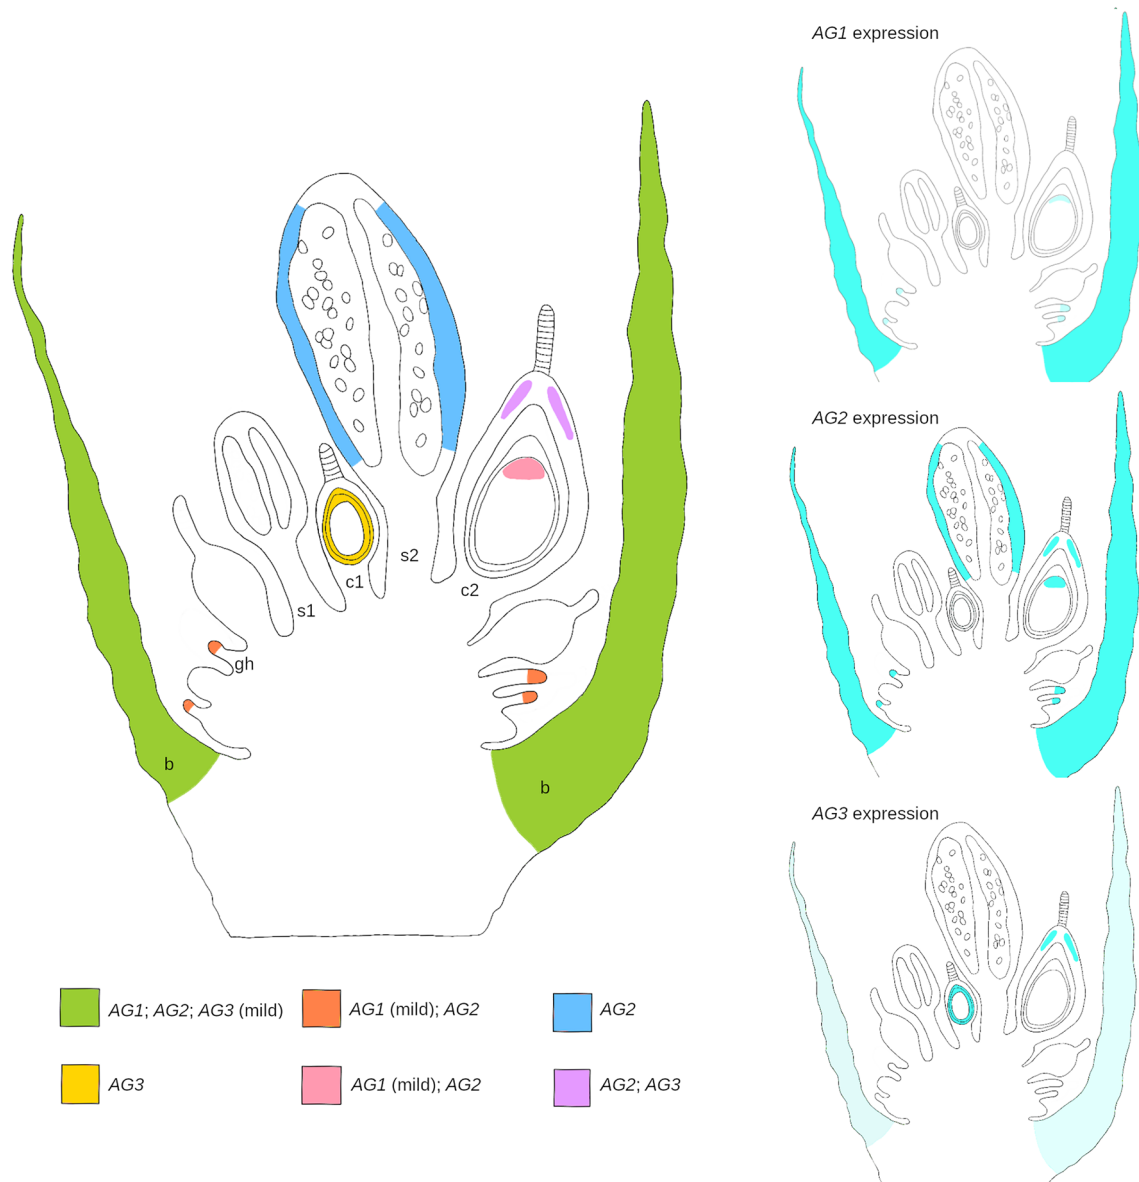 AG1 expression
AG2 expression
s2
c1
c2
s1
gh
b
b
AG3 expression
AG1; AG2; AG3 (mild)
AG1 (mild); AG2
AG2
AG3
AG1 (mild); AG2
AG2; AG3